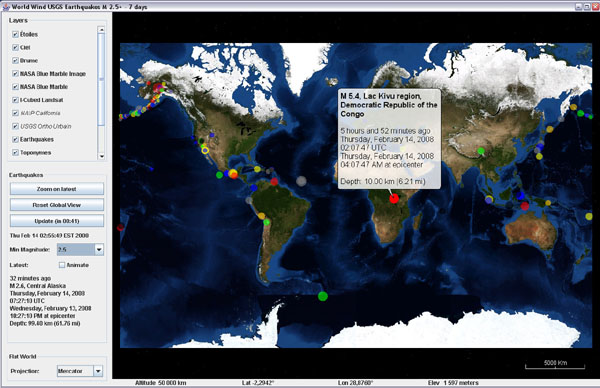 World Wind USGS Earthquakes M 2.5+ - 7 days
Layers
Étoiles
Ciel
Brume
NASA Blue Marble Image
NASA Blue Marble
I-Cubed Landsat
NAIP California
USGS Ortho Urbain
Earthquakes
Toponymes
Earthquakes
Zoom on latest
Reset Global View
Update (in 00:41)
Thu Feb 14 02:55:49 EST 2008
Min Magnitude: 2.5
Latest: Animate
32 minutes ago
M 2.6, Central Alaska
Thursday, February 14, 2008
07:27:10 UTC
Wednesday, February 13, 2008
10:27:10 PM at epicenter
Depth: 99.40 km (61.76 mi)
Flat World
Projection: Mercator
M 5.4, Lac Kivu region,
Democratic Republic of the
Congo
5 hours and 52 minutes ago
Thursday, February 14, 2008
02:07:47 UTC
Thursday, February 14, 2008
04:07:47 AM at epicenter
Depth: 10.00 km (6.21 mi)
5000 Km
Altitude 50 000 km Lat -2,2942° Lon 28,8768° Elev 1 597 meters